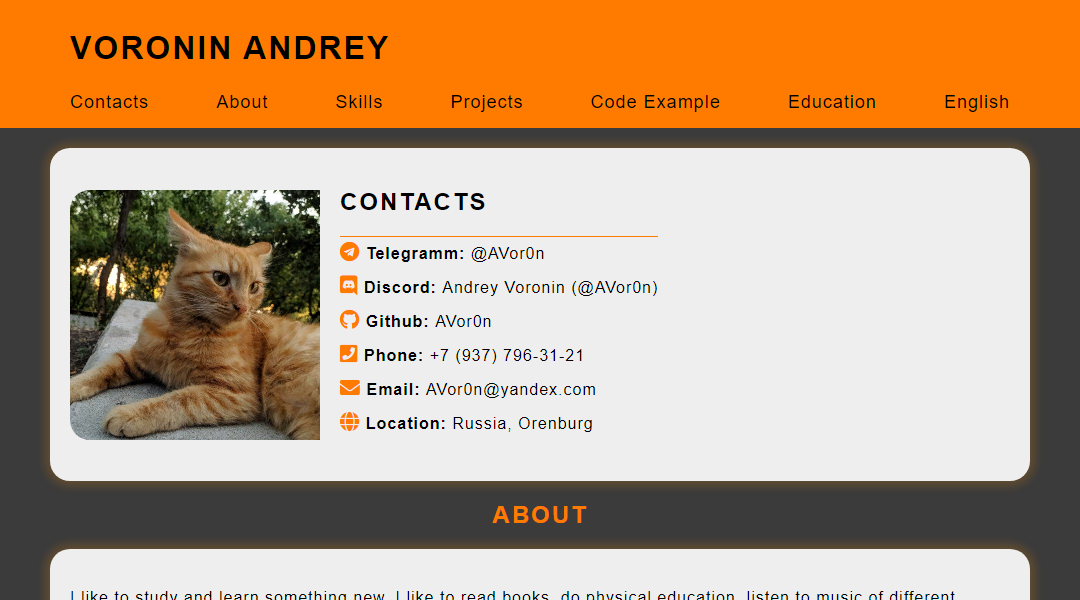 VORONIN ANDREY
Contacts About Skills Projects Code Example Education English
CONTACTS
Telegramm: @AVor0n
Discord: Andrey Voronin (@AVor0n)
Github: AVor0n
Phone: +7 (937) 796-31-21
Email: AVor0n@yandex.com
Location: Russia, Orenburg
ABOUT
I like to study and learn something new. I like to read books, do physical education, listen to music of different